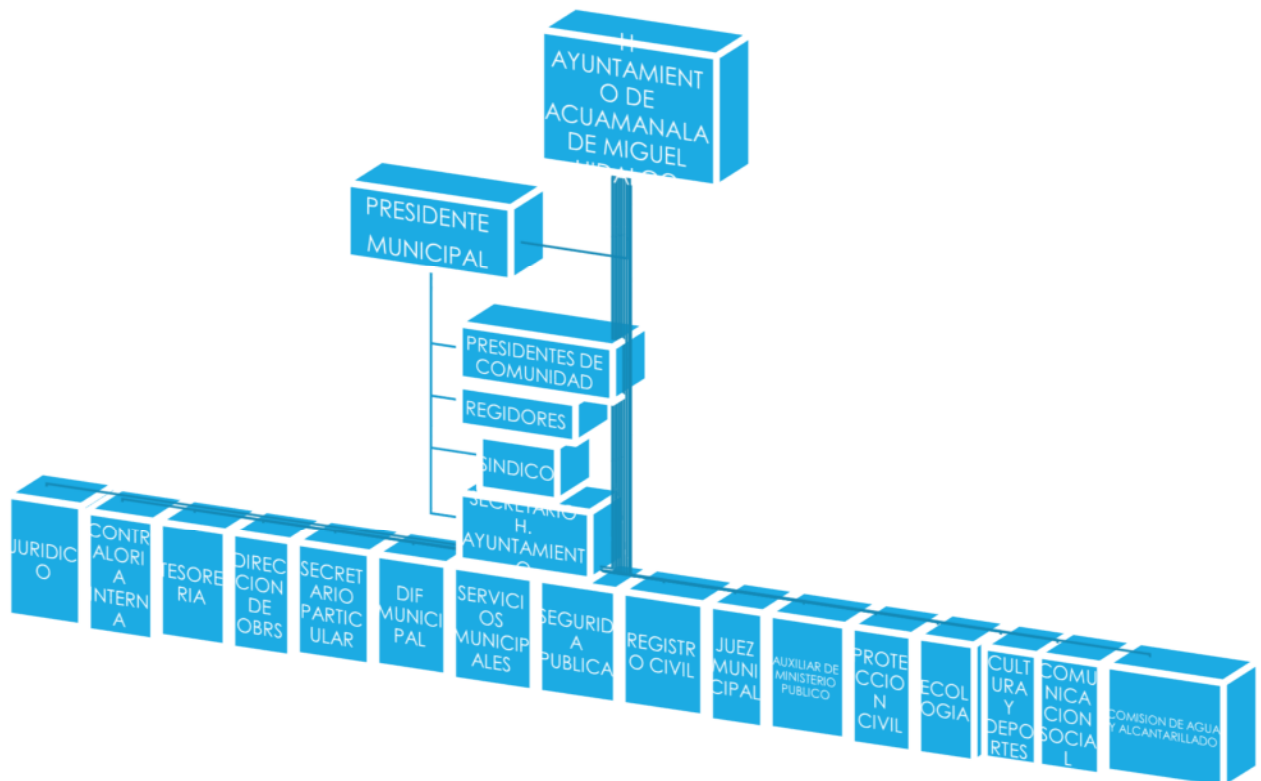 H
AYUNTAMIENT
O DE
ACUAMANALA
DE MIGUEL
HIDALGO
PRESIDENTE
MUNICIPAL
PRESIDENTES DE
COMUNIDAD
REGIDORES
SINDICO
SECRETARIO
H.
AYUNTAMIENT
O
JURIDIC
O
CONTR
ALORI
A
INTERN
A
TESORE
RIA
DIREC
CION
DE
OBRS
SECRET
ARIO
PARTIC
ULAR
DIF
MUNICI
PAL
SERVICI
OS
MUNICIP
ALES
SEGURID
A
PUBLICA
REGISTR
O CIVIL
JUEZ
MUNI
CIPAL
AUXILIAR DE
MINISTERIO
PUBLICO
PROTE
CCIO
N
CIVIL
ECOL
OGIA
CULT
URA
Y
DEPO
RTES
COMU
NICA
CION
SOCIA
L
COMISION DE AGUA
Y ALCANTARILLADO